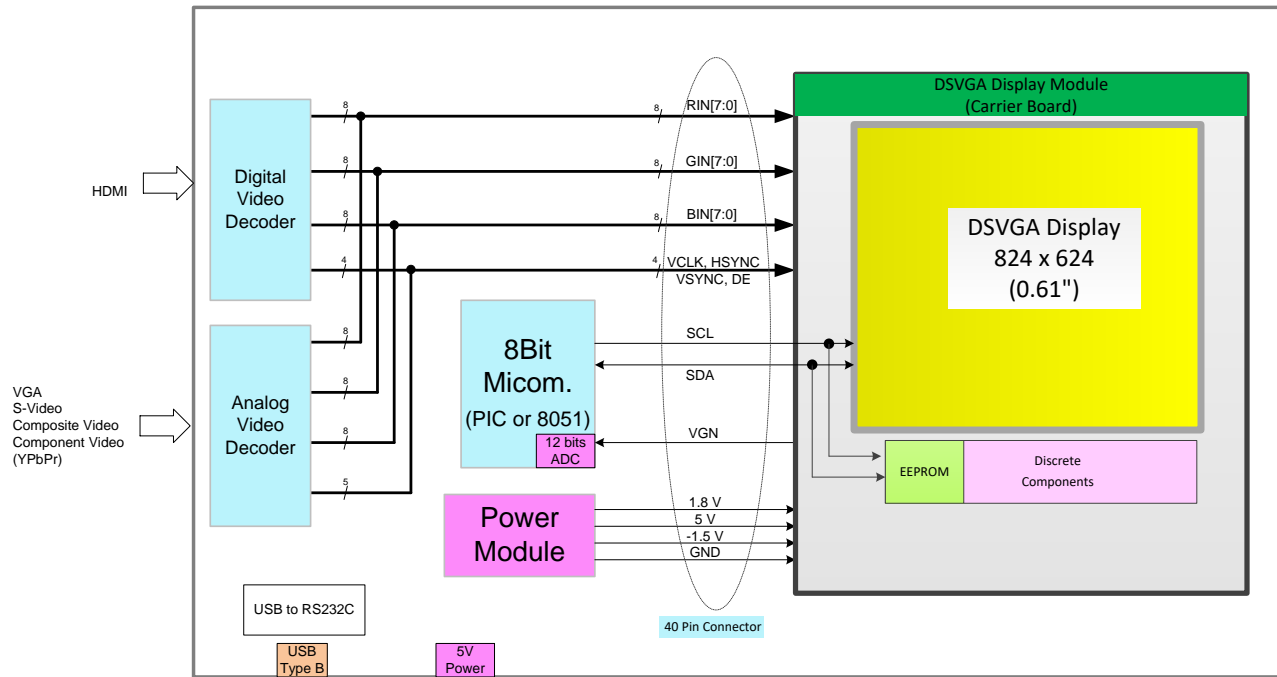 DSVGA Display Module
(Carrier Board)
8
8
RIN[7:0]
8
8
GIN[7:0]
HDMI
Digital
Video
Decoder
8
8
BIN[7:0]
DSVGA Display
824 x 624
(0.61")
4
4
VCLK, HSYNC
VSYNC, DE
8
8
8
5
VGA
S-Video
Composite Video
Component Video
(YPbPr)
Analog
Video
Decoder
8Bit
Micom.
(PIC or 8051)
12 bits
ADC
SCL
SDA
VGN
EEPROM
Discrete
Components
Power
Module
1.8 V
5 V
-1.5 V
GND
USB to RS232C
40 Pin Connector
USB
Type B
5V
Power